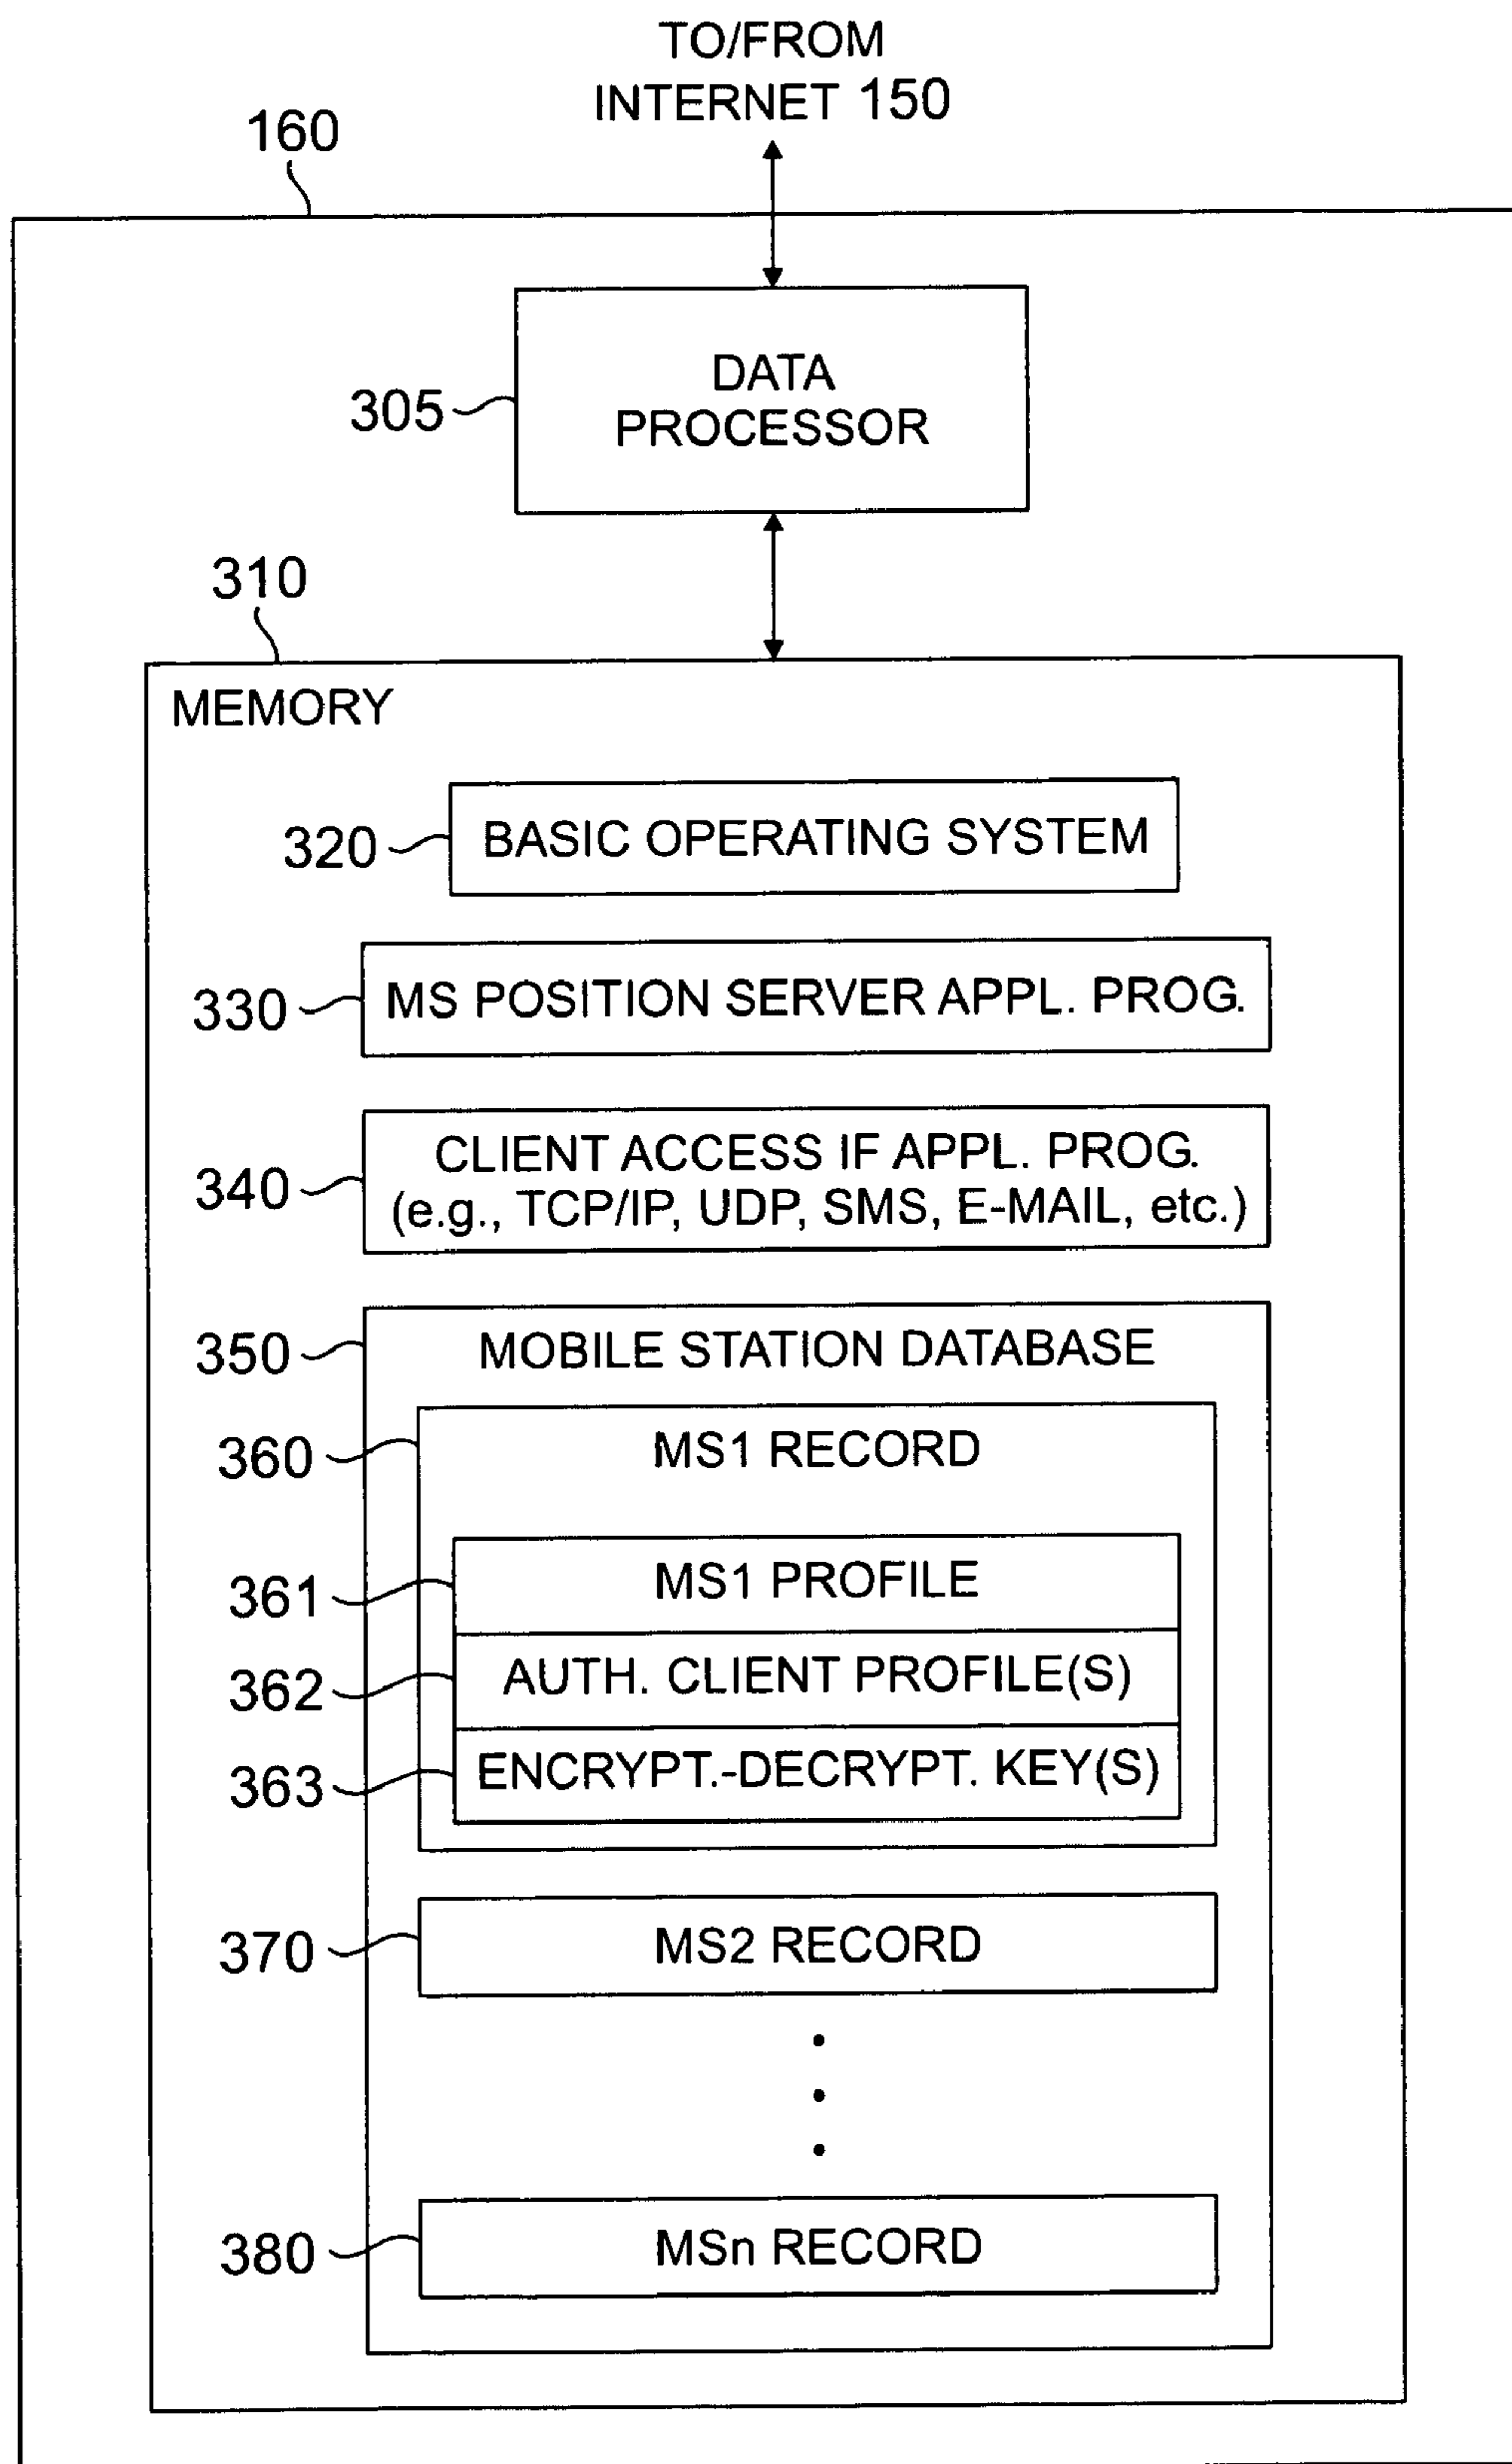 TO/FROM
INTERNET 150
160
DATA
PROCESSOR
305
310
MEMORY
320
BASIC OPERATING SYSTEM
330
MS POSITION SERVER APPL. PROG.
340
CLIENT ACCESS IF APPL. PROG.
(e.g., TCP/IP, UDP, SMS, E-MAIL, etc.)
350
MOBILE STATION DATABASE
360
MS1 RECORD
361
MS1 PROFILE
362
AUTH. CLIENT PROFILE(S)
363
ENCRYPT.-DECRYPT. KEY(S)
370
MS2 RECORD
380
MSn RECORD